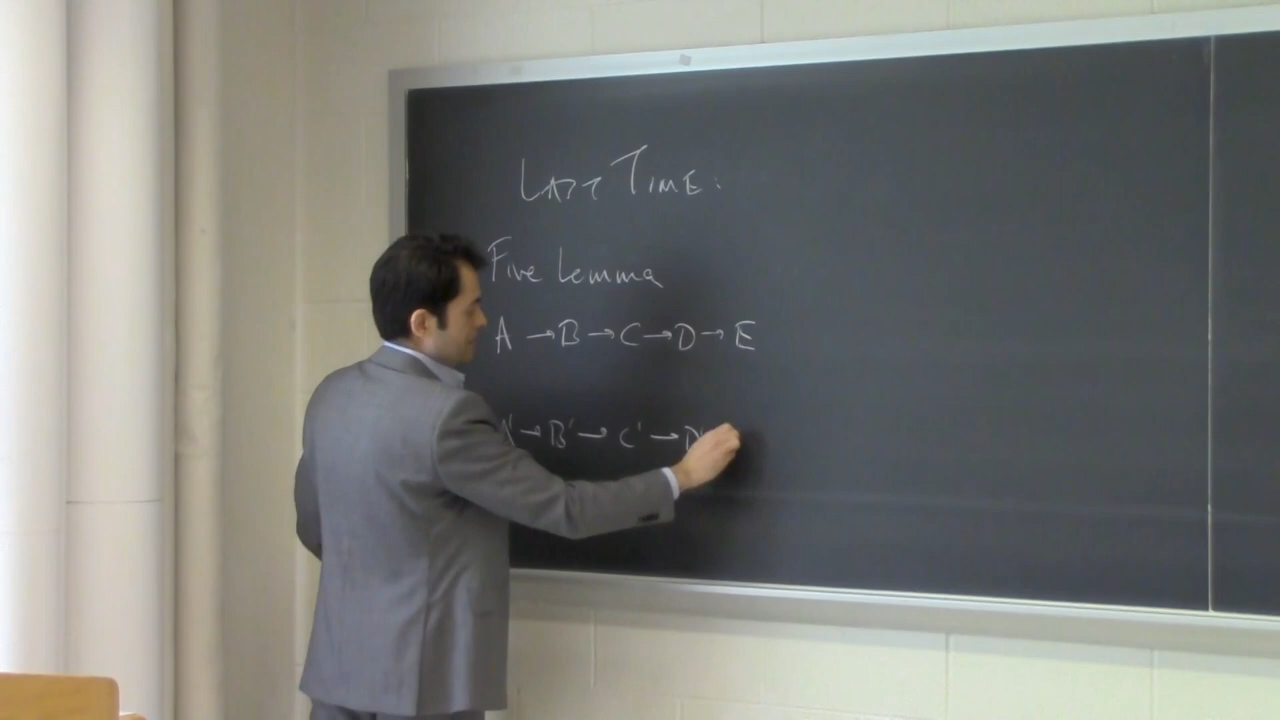 LAST TIME:
Five Lemma
A → B → C → D → E
A' → B' → C' → D'